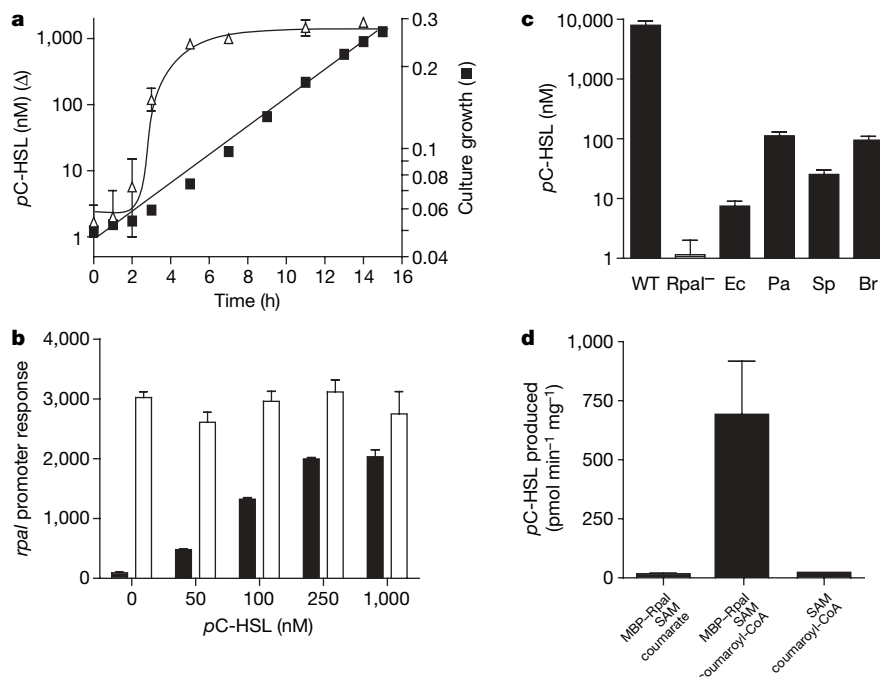 a
pC-HSL (nM) (Δ)
1,000
100
10
1
0.3
0.2
0.1
0.08
0.06
0.04
Culture growth (■)
0 2 4 6 8 10 12 14 16
Time (h)
b
rpaI promoter response
4,000
3,000
2,000
1,000
0
0 50 100 250 1,000
pC-HSL (nM)
c
pC-HSL (nM)
10,000
1,000
100
10
1
WT RpaI– Ec Pa Sp Br
d
pC-HSL produced
(pmol min–1 mg–1)
1,000
750
500
250
0
MBP–RpaI
SAM
coumarate
MBP–RpaI
SAM
coumaroyl-CoA
SAM
coumaroyl-CoA